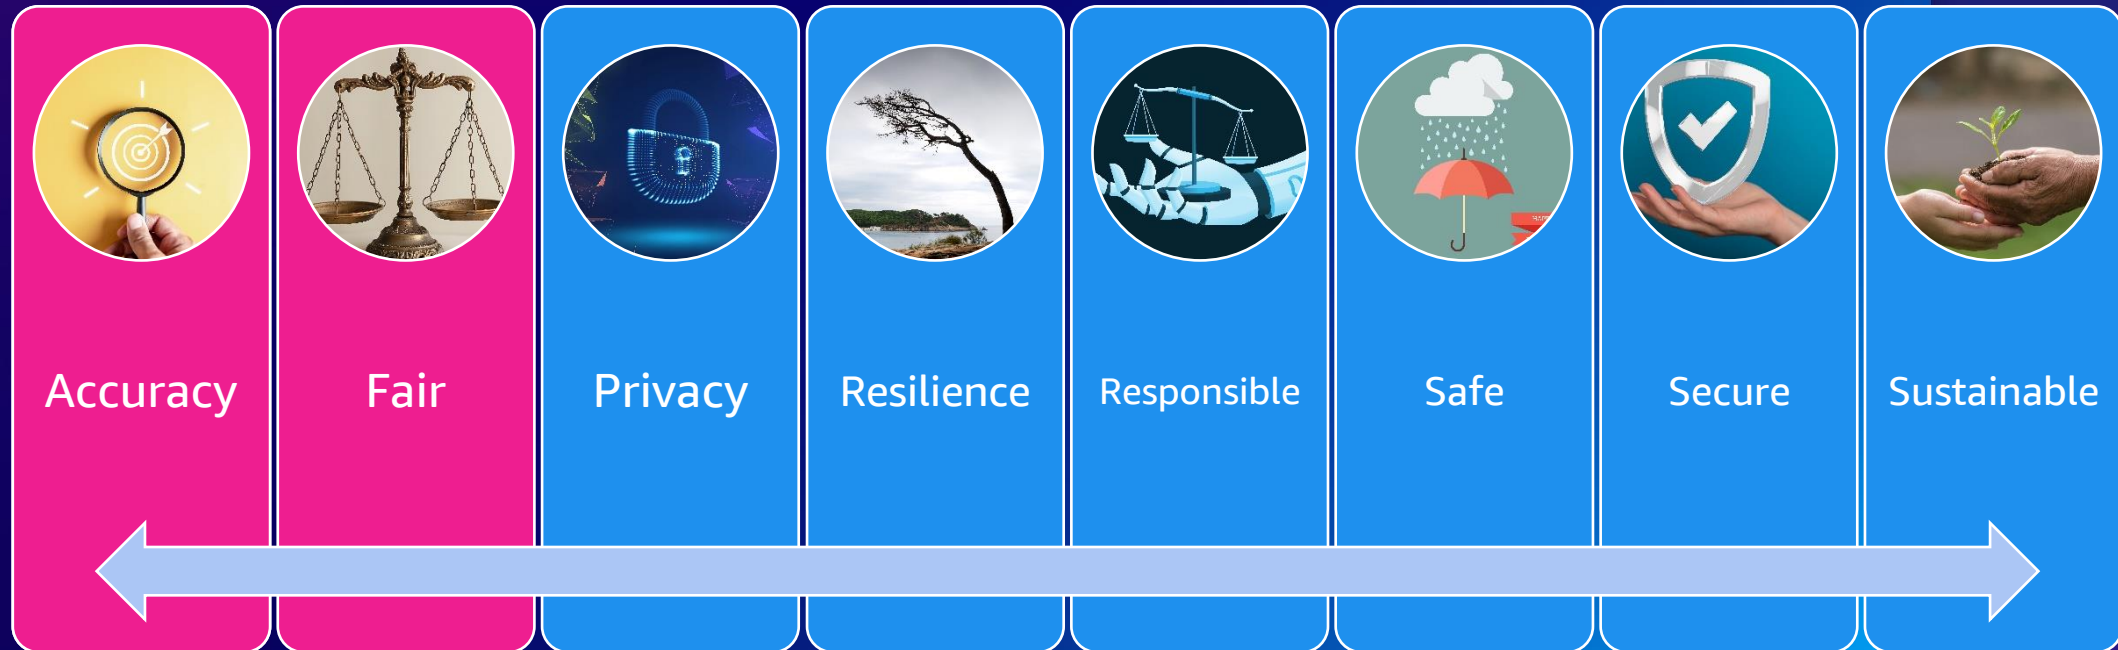 Accuracy
Fair
Privacy
Resilience
Responsible
Safe
Secure
Sustainable